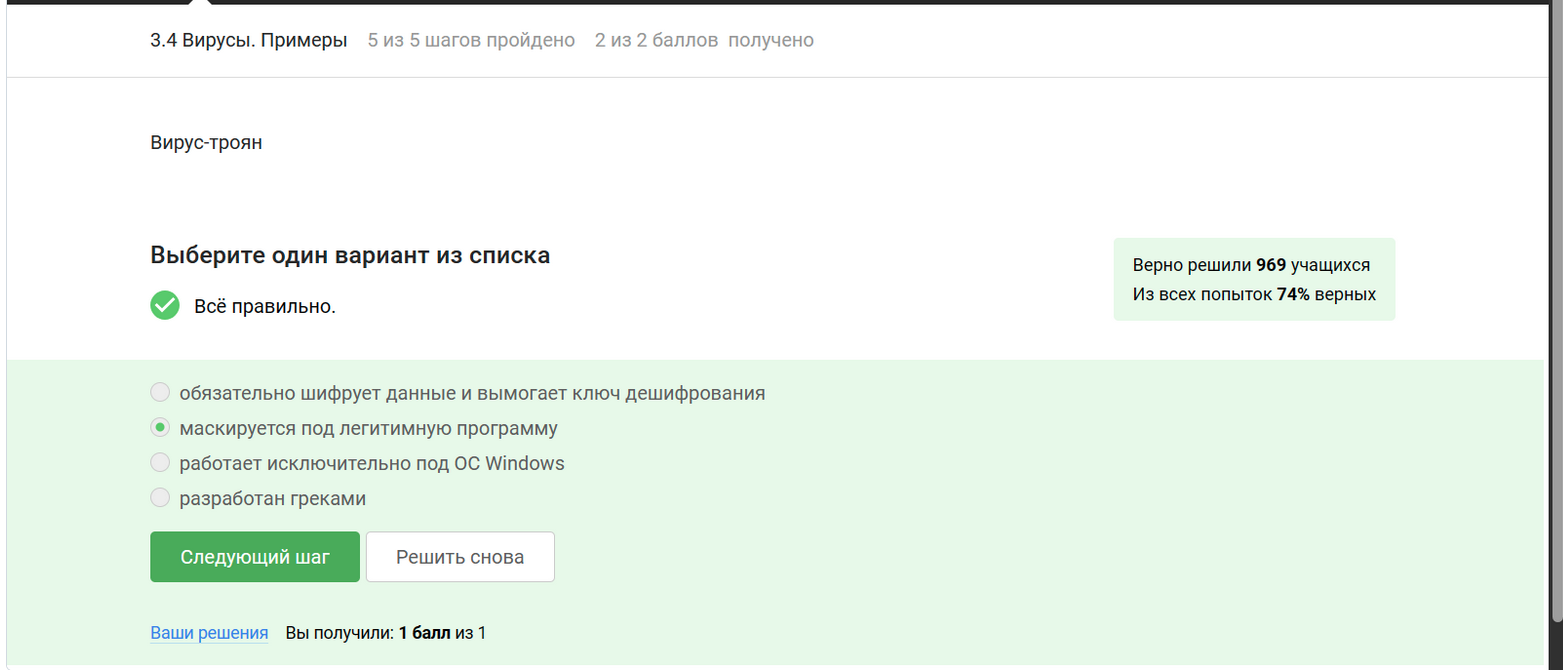 3.4 Вирусы. Примеры 5 из 5 шагов пройдено 2 из 2 баллов получено
Вирус-троян
Выберите один вариант из списка
Всё правильно.
Верно решили 969 учащихся
Из всех попыток 74% верных
обязательно шифрует данные и вымогает ключ дешифрования
маскируется под легитимную программу
работает исключительно под ОС Windows
разработан греками
Следующий шаг Решить снова
Ваши решения Вы получили: 1 балл из 1